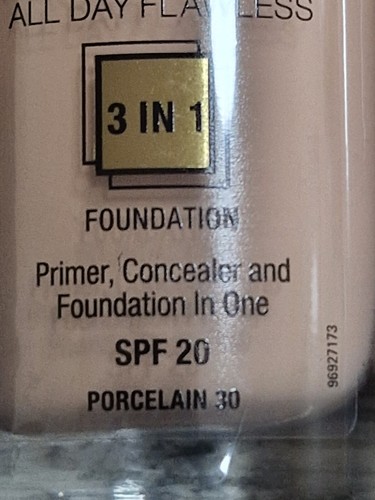 ALL DAY FLAWLESS
3 IN 1
FOUNDATION
Primer, Concealer and
Foundation In One
SPF 20
PORCELAIN 30
96927173